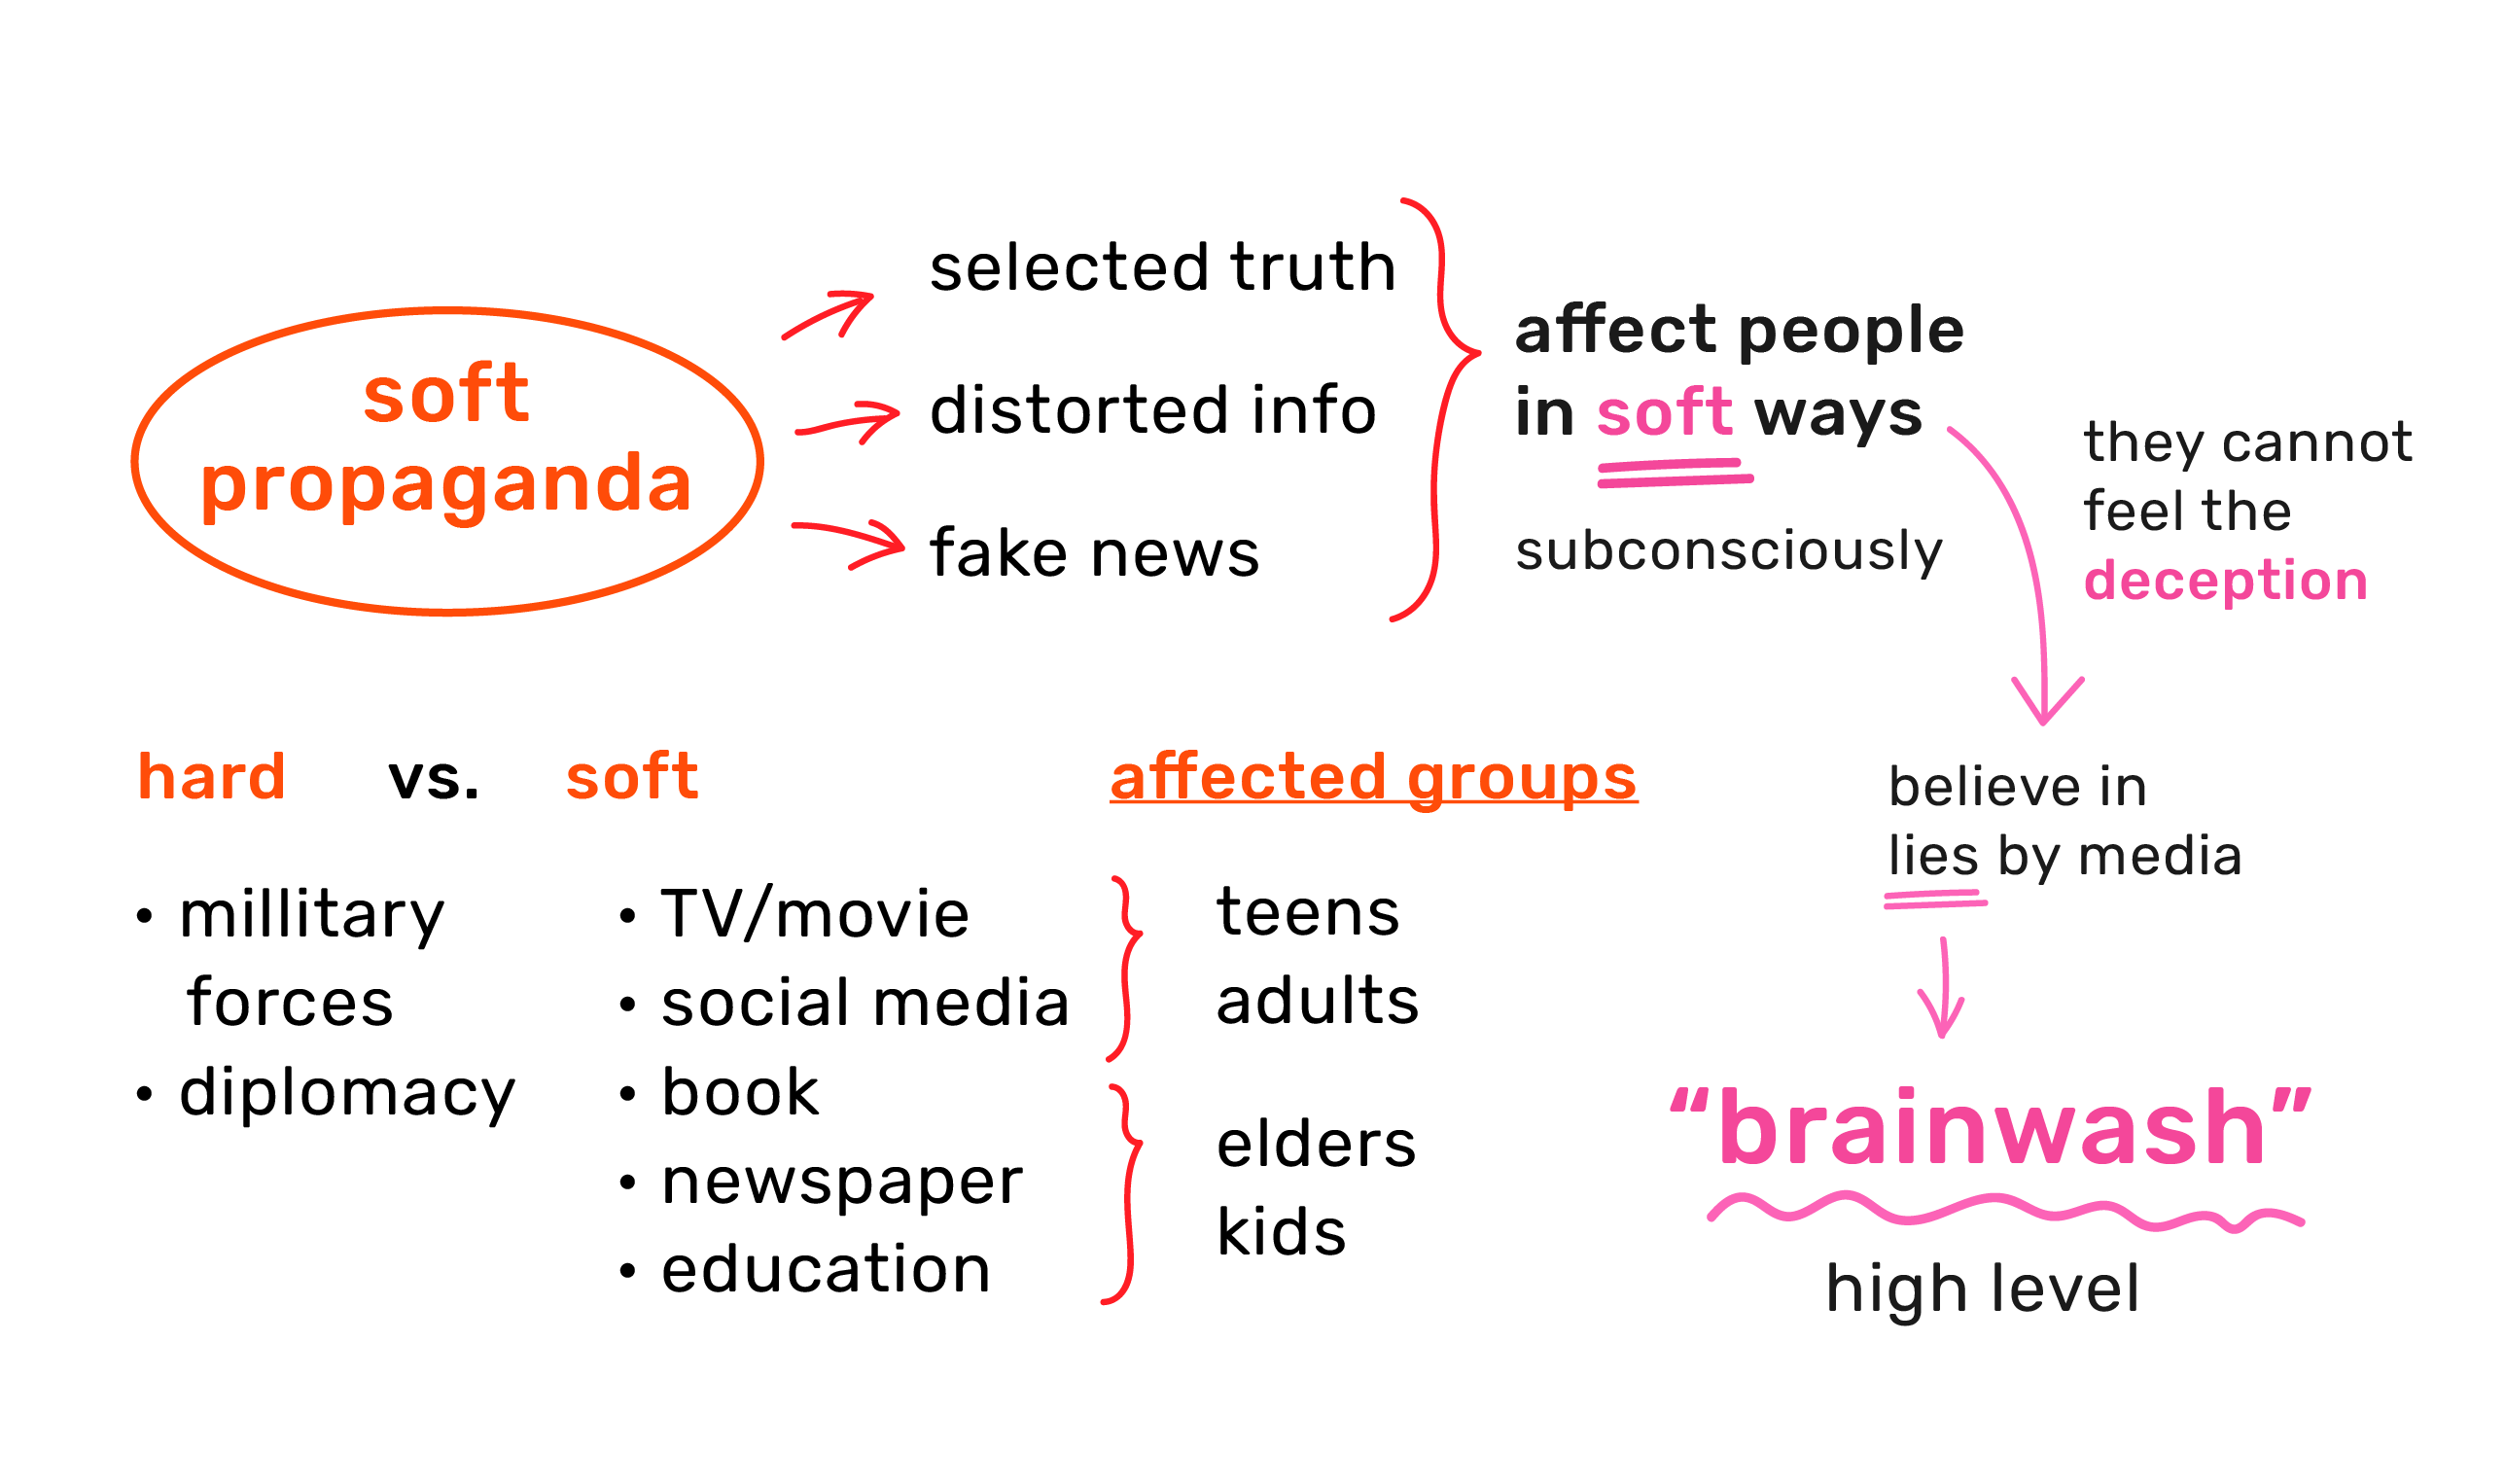 soft
propaganda
selected truth
distorted info
fake news
affect people
in soft ways
subconsciously
they cannot
feel the
deception
believe in
lies by media
“brainwash”
high level
hard vs. soft
• millitary
forces
• diplomacy
• TV/movie
• social media
• book
• newspaper
• education
affected groups
teens
adults
elders
kids